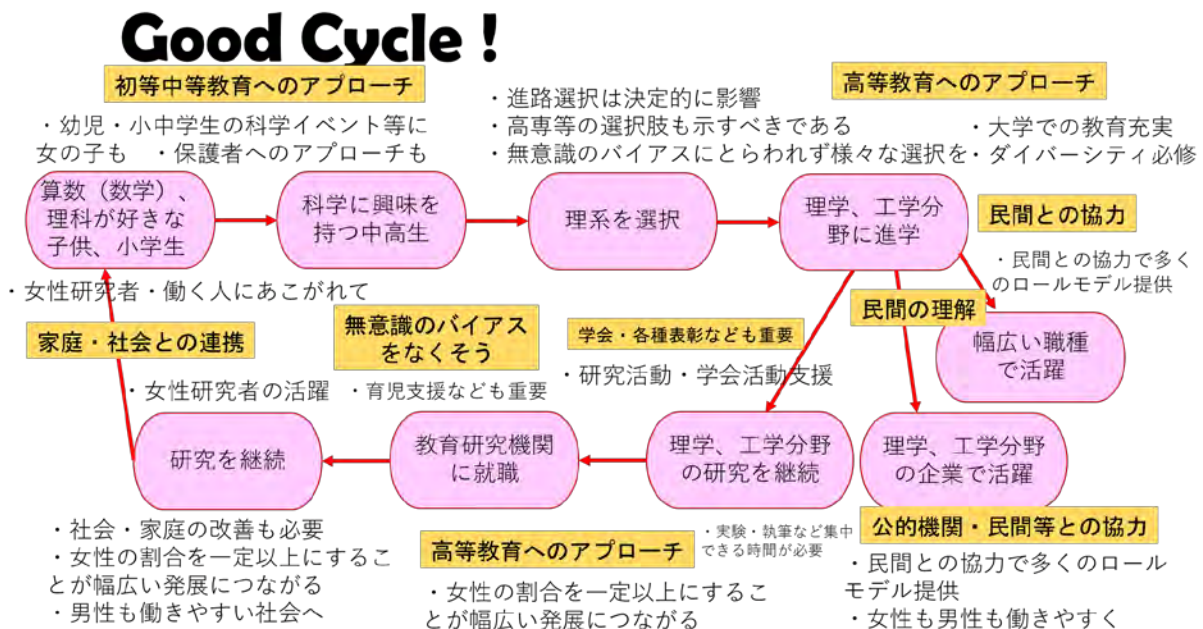 Good Cycle !
初等中等教育へのアプローチ
・幼児・小中学生の科学イベント等に
女の子も　・保護者へのアプローチも
・進路選択は決定的に影響
・高専等の選択肢も示すべきである
・無意識のバイアスにとらわれず様々な選択を
高等教育へのアプローチ
・大学での教育充実
・ダイバーシティ必修
算数（数学）、
理科が好きな
子供、小学生
科学に興味を
持つ中高生
理系を選択
理学、工学分
野に進学
民間との協力
・民間との協力で多く
のロールモデル提供
・女性研究者・働く人にあこがれて
家庭・社会との連携
無意識のバイアス
をなくそう
学会・各種表彰なども重要
民間の理解
幅広い職種
で活躍
・女性研究者の活躍
・育児支援なども重要
・研究活動・学会活動支援
研究を継続
教育研究機関
に就職
理学、工学分野
の研究を継続
理学、工学分野
の企業で活躍
・社会・家庭の改善も必要
・女性の割合を一定以上にするこ
とが幅広い発展につながる
・男性も働きやすい社会へ
高等教育へのアプローチ
・実験・執筆など集中
できる時間が必要
・女性の割合を一定以上にするこ
とが幅広い発展につながる
公的機関・民間等との協力
・民間との協力で多くのロール
モデル提供
・女性も男性も働きやすく